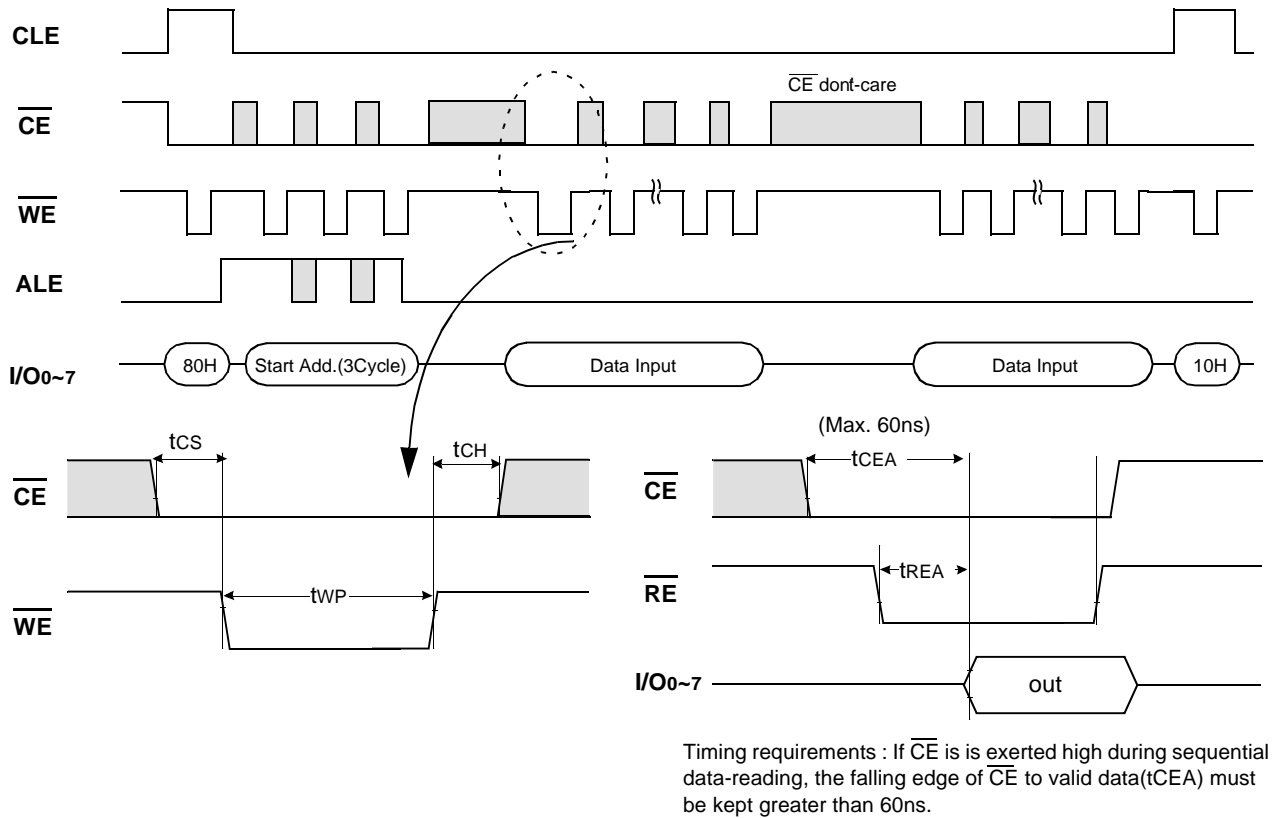 CLE
CE
CE dont-care
WE
ALE
I/O0~7
80H
Start Add.(3Cycle)
Data Input
Data Input
10H
tCS
tCH
CE
tWP
WE
(Max. 60ns)
tCEA
CE
tREA
RE
I/O0~7
out
Timing requirements : If CE is is exerted high during sequential
data-reading, the falling edge of CE to valid data(tCEA) must
be kept greater than 60ns.